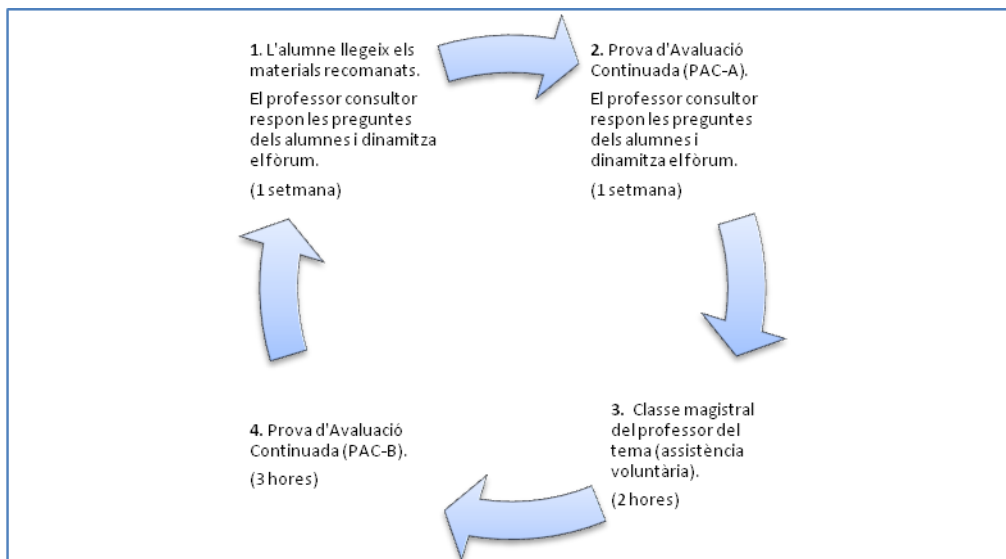 1. L'alumne llegeix els
materials recomanats.
El professor consultor
respon les preguntes
dels alumnes i dinamitza
el fòrum.
(1 setmana)
2. Prova d'Avaluació
Continuada (PAC-A).
El professor consultor
respon les preguntes
dels alumnes i
dinamitza el fòrum.
(1 setmana)
3. Classe magistral
del professor del
tema (assistència
voluntària).
(2 hores)
4. Prova d'Avaluació
Continuada (PAC-B).
(3 hores)